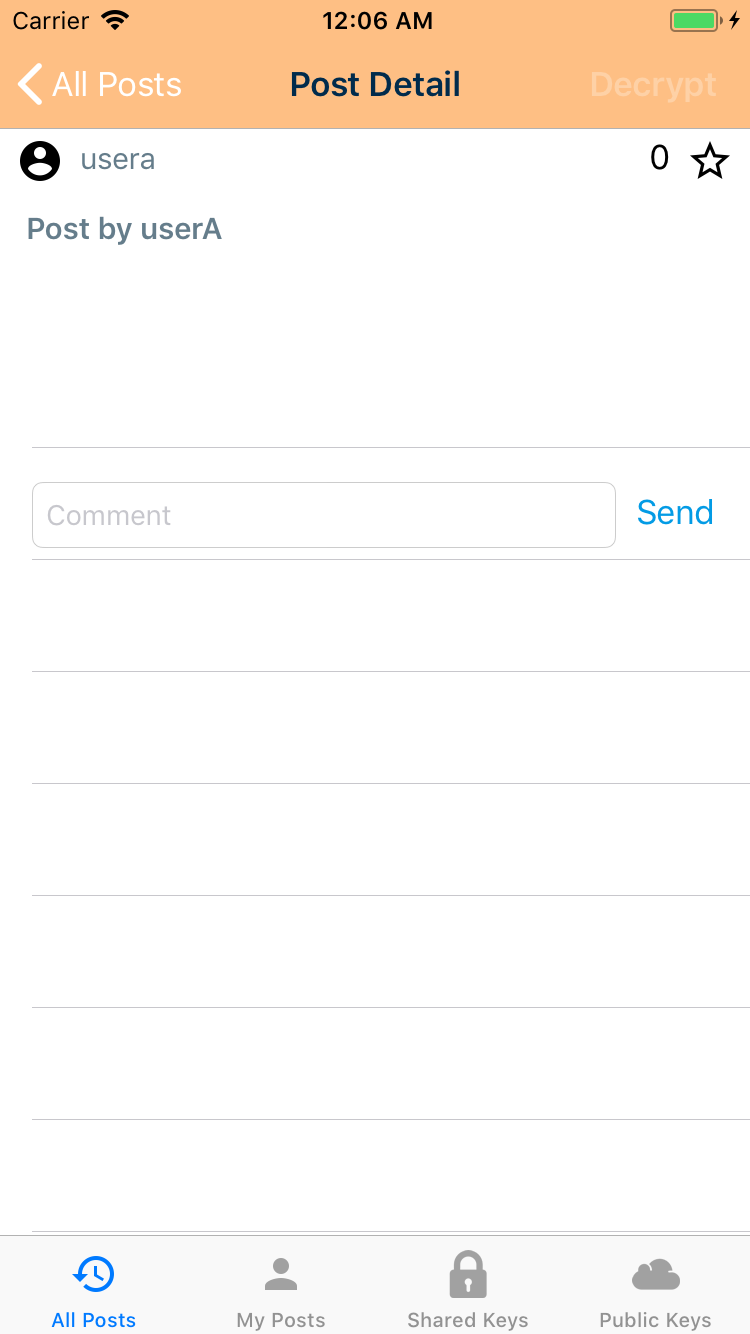 Carrier 12:06 AM
All Posts Post Detail Decrypt
usera 0
Post by userA
Comment Send
All Posts My Posts Shared Keys Public Keys